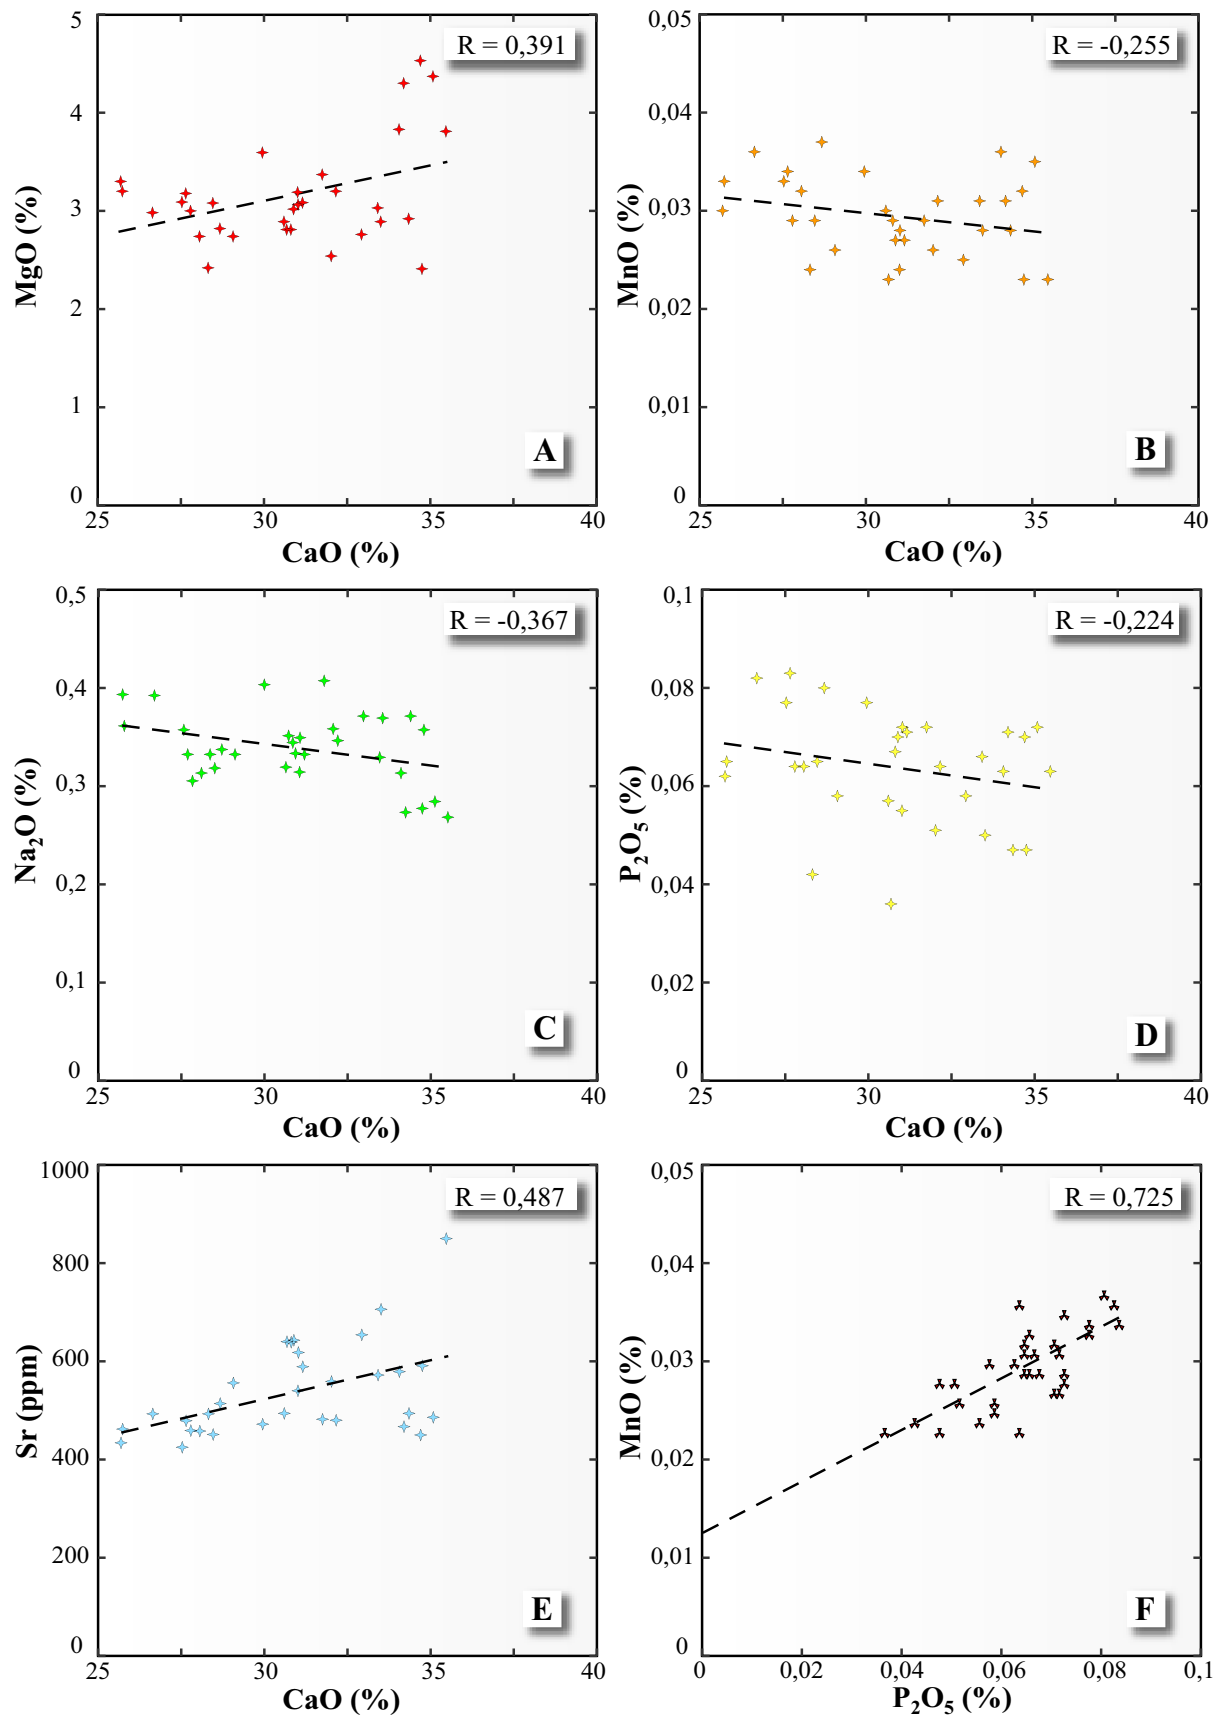 5
R = 0,391
4
3
2
1
0
MgO (%)
A
25
30
35
40
CaO (%)
0,05
R = -0,255
0,04
0,03
0,02
0,01
0
MnO (%)
B
25
30
35
40
CaO (%)
0,5
R = -0,367
0,4
0,3
0,2
0,1
0
Na₂O (%)
C
25
30
35
40
CaO (%)
0,1
R = -0,224
0,08
0,06
0,04
0,02
0
P₂O₅ (%)
D
25
30
35
40
CaO (%)
1000
R = 0,487
800
600
400
200
0
Sr (ppm)
E
25
30
35
40
CaO (%)
0,05
R = 0,725
0,04
0,03
0,02
0,01
0
MnO (%)
F
0
0,02
0,04
0,06
0,08
0,1
P₂O₅ (%)